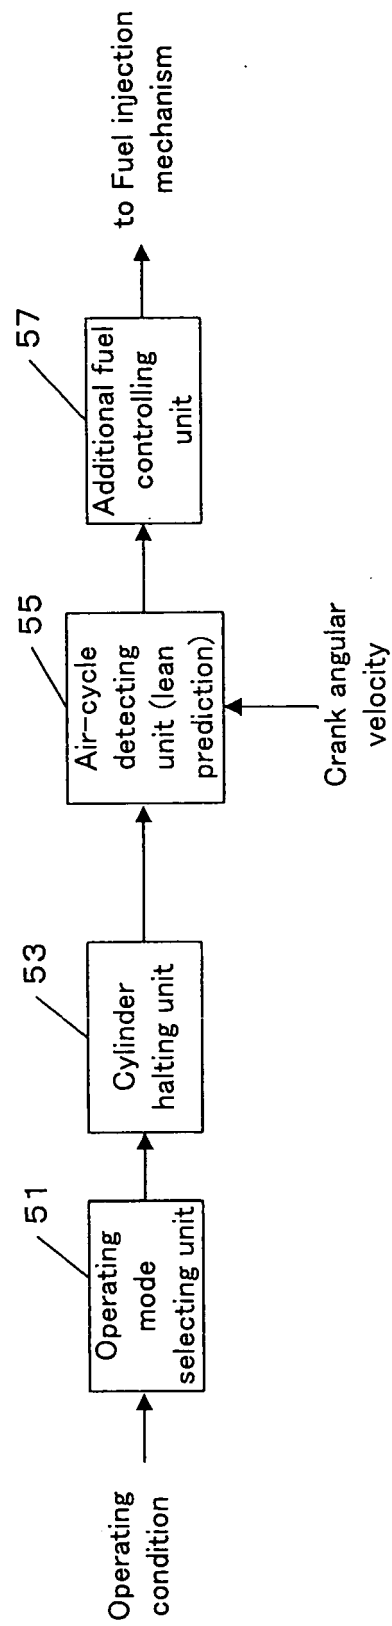 Operating
condition
51
Operating
mode
selecting unit
53
Cylinder
halting unit
55
Air-cycle
detecting
unit (lean
prediction)
Crank angular
velocity
57
Additional fuel
controlling
unit
to Fuel injection
mechanism